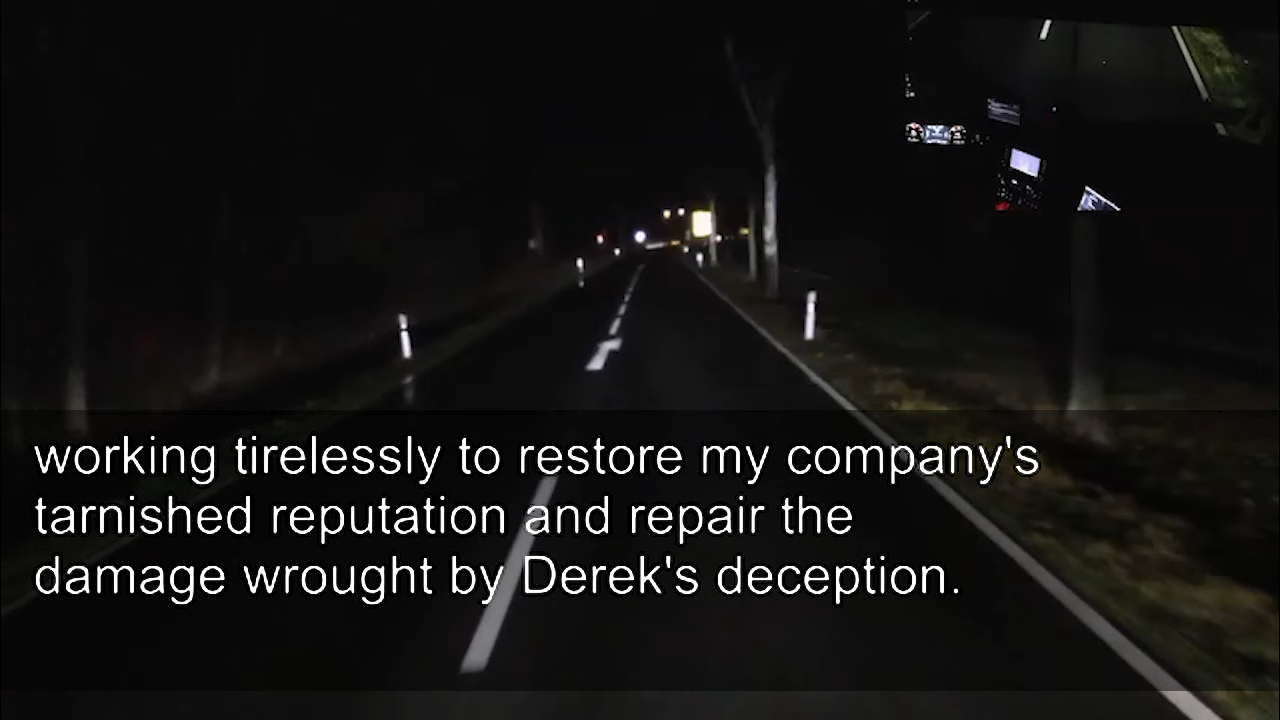 working tirelessly to restore my company's
tarnished reputation and repair the
damage wrought by Derek's deception.